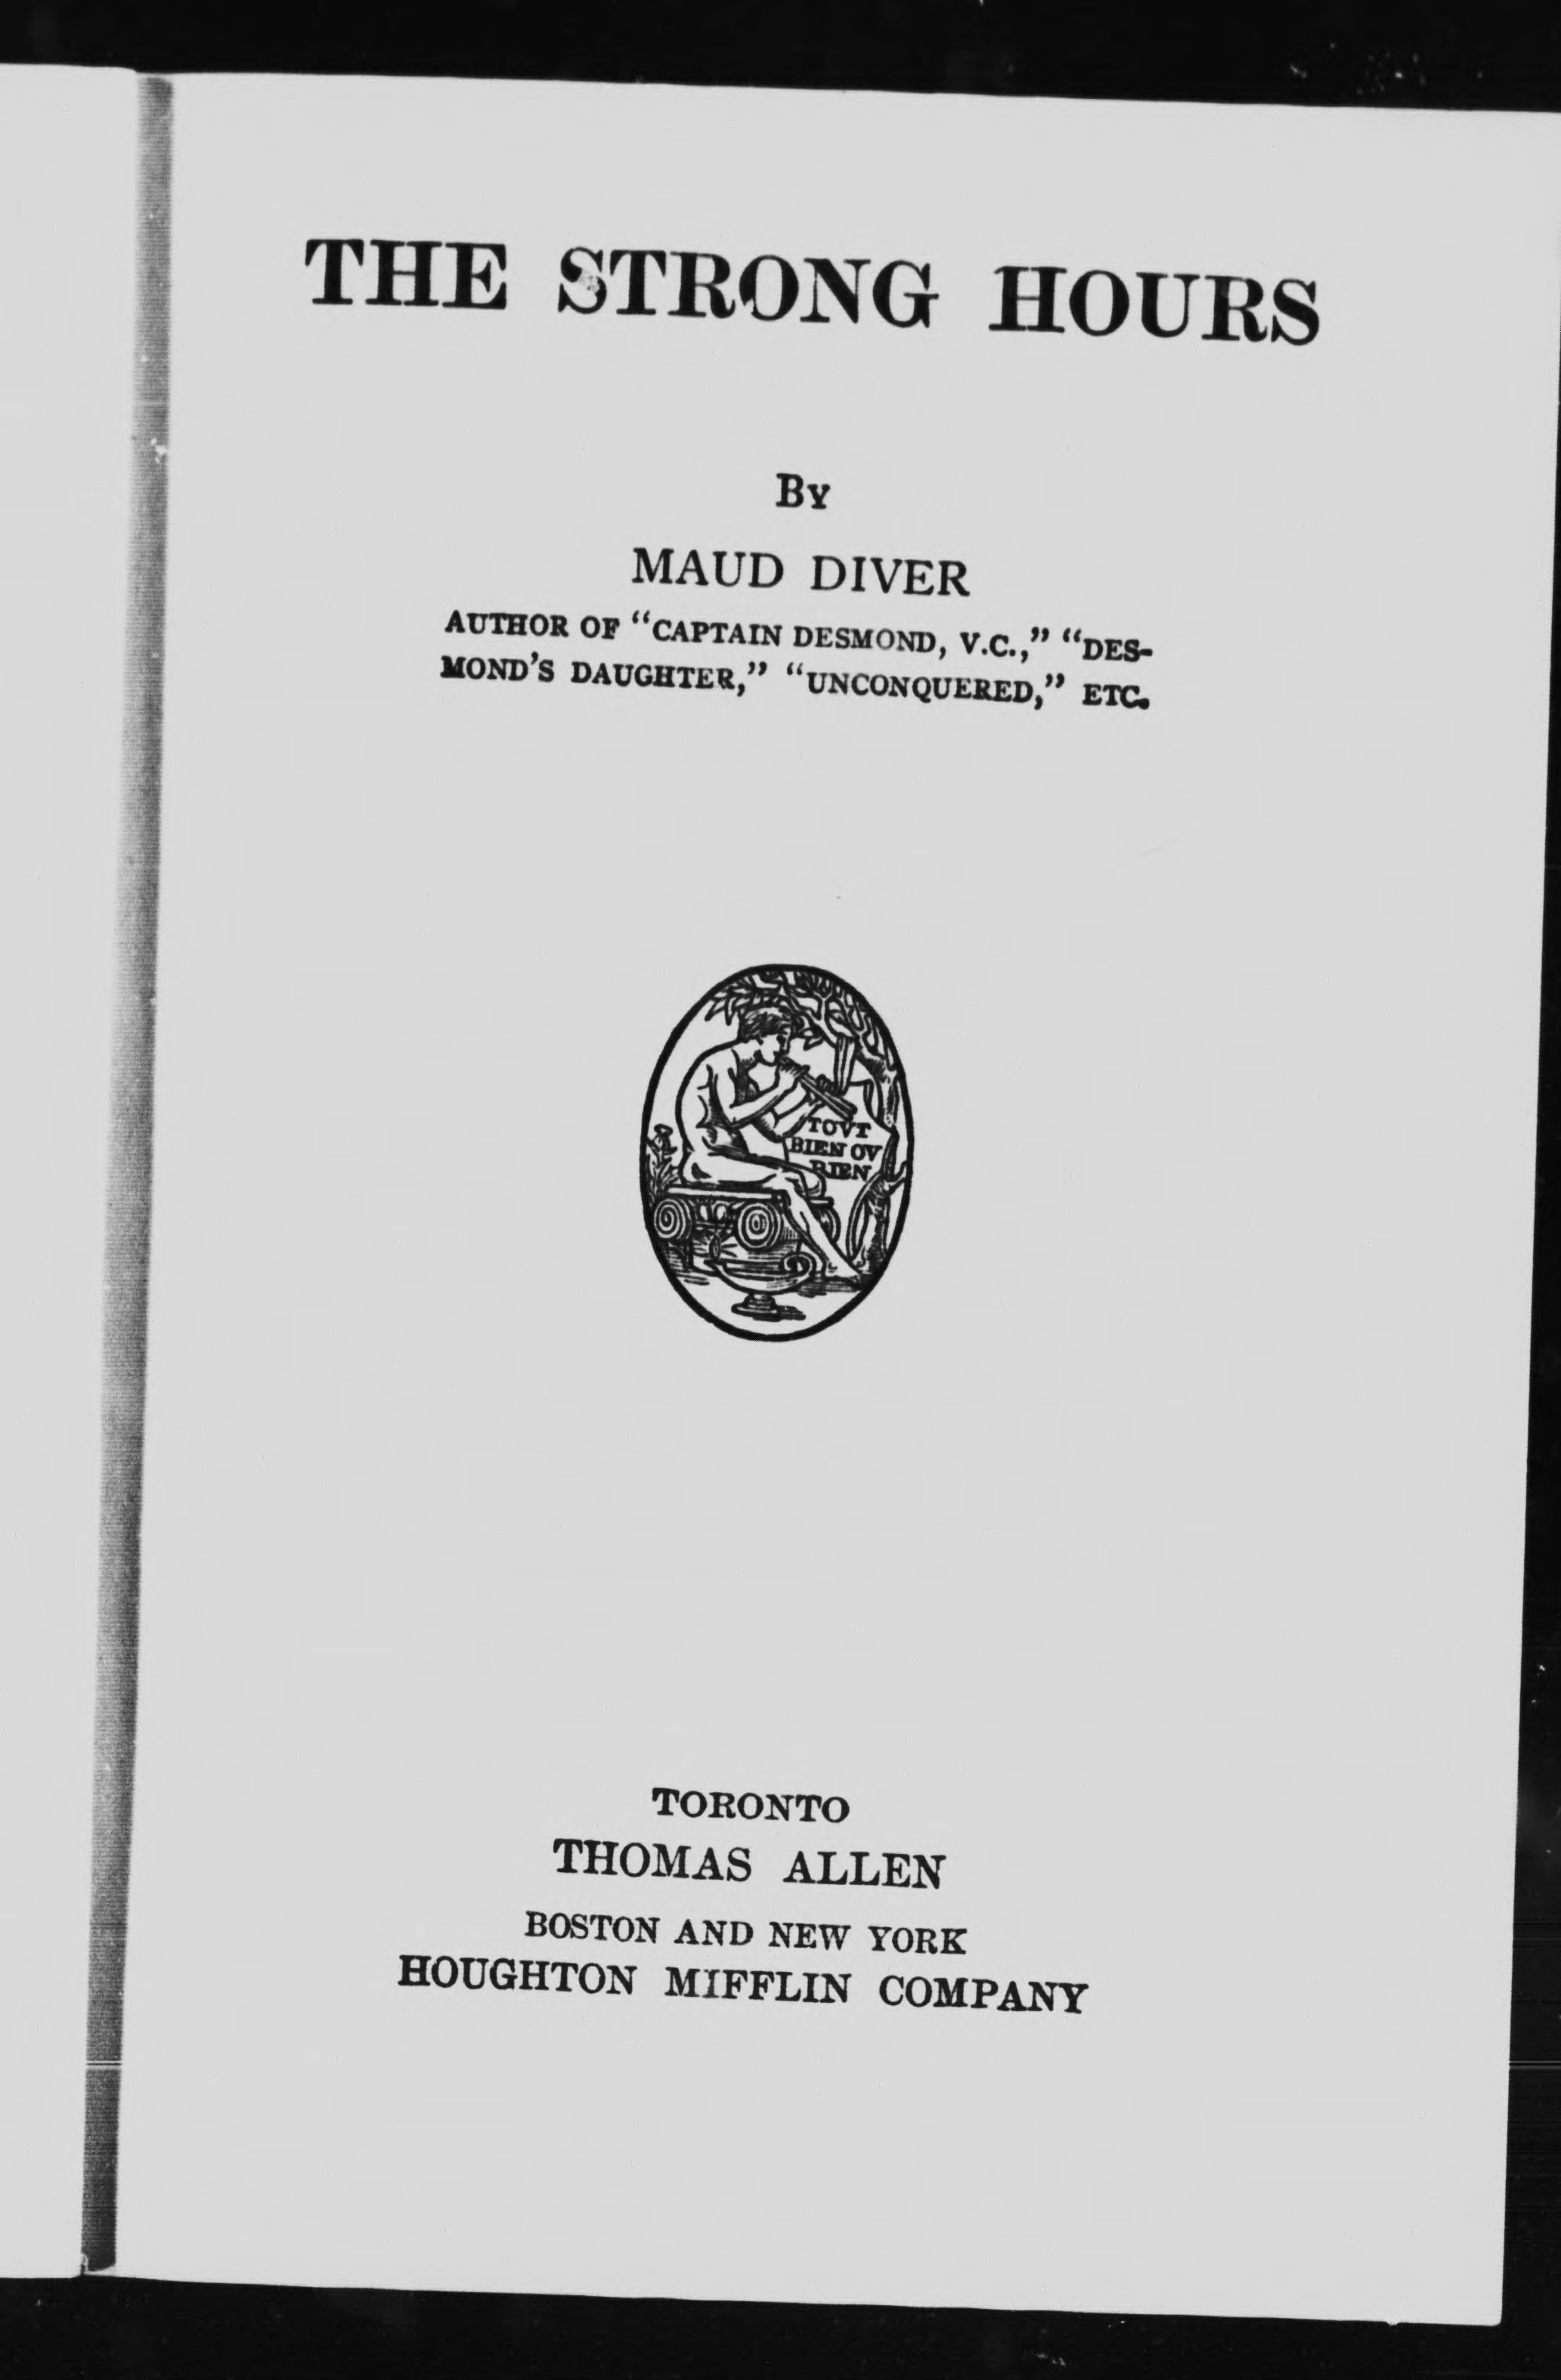 THE STRONG HOURS
By
MAUD DIVER
AUTHOR OF “CAPTAIN DESMOND, V.C.,” “DES-
MOND’S DAUGHTER,” “UNCONQUERED,” ETC.
TOVT
BIEN OV
RIEN
TORONTO
THOMAS ALLEN
BOSTON AND NEW YORK
HOUGHTON MIFFLIN COMPANY